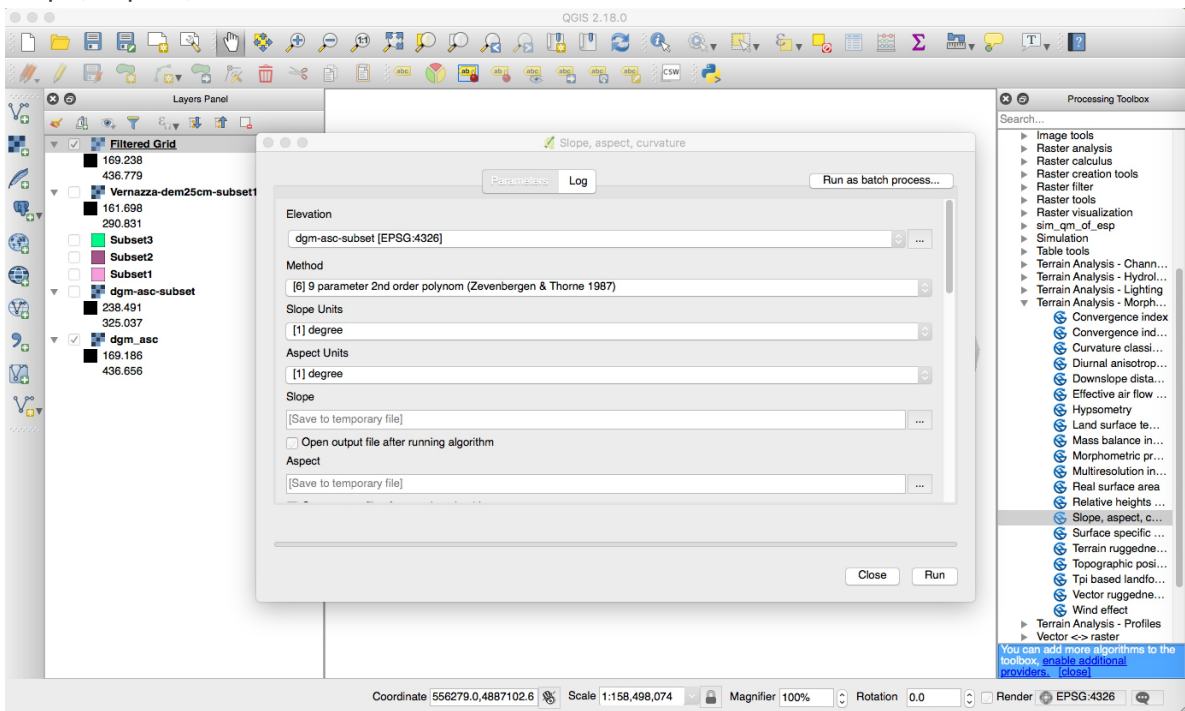 QGIS 2.18.0
Layers Panel
Filtered Grid
169.238
436.779
Vernazza-dem25cm-subset1
161.698
290.831
Subset3
Subset2
Subset1
dgm-asc-subset
238.491
325.037
dgm_asc
169.186
436.656
Slope, aspect, curvature
Parameters
Log
Run as batch process...
Elevation
dgm-asc-subset [EPSG:4326]
...
Method
[6] 9 parameter 2nd order polynom (Zevenbergen & Thorne 1987)
Slope Units
[1] degree
Aspect Units
[1] degree
Slope
[Save to temporary file]
...
Open output file after running algorithm
Aspect
[Save to temporary file]
...
Close
Run
Processing Toolbox
Search...
Image tools
Raster analysis
Raster calculus
Raster creation tools
Raster filter
Raster tools
Raster visualization
sim_qm_of_esp
Simulation
Table tools
Terrain Analysis - Chann...
Terrain Analysis - Hydrol...
Terrain Analysis - Lighting
Terrain Analysis - Morph...
Convergence index
Convergence ind...
Curvature classi...
Diurnal anisotrop...
Downslope dista...
Effective air flow ...
Hypsometry
Land surface te...
Mass balance in...
Morphometric pr...
Multiresolution in...
Real surface area
Relative heights ...
Slope, aspect, c...
Surface specific ...
Terrain ruggedne...
Topographic posi...
Tpi based landfo...
Vector ruggedne...
Wind effect
Terrain Analysis - Profiles
Vector <-> raster
You can add more algorithms to the
toolbox, enable additional
providers. [close]
Coordinate 556279.0,4887102.6 Scale 1:158,498,074 Magnifier 100% Rotation 0.0 Render EPSG:4326